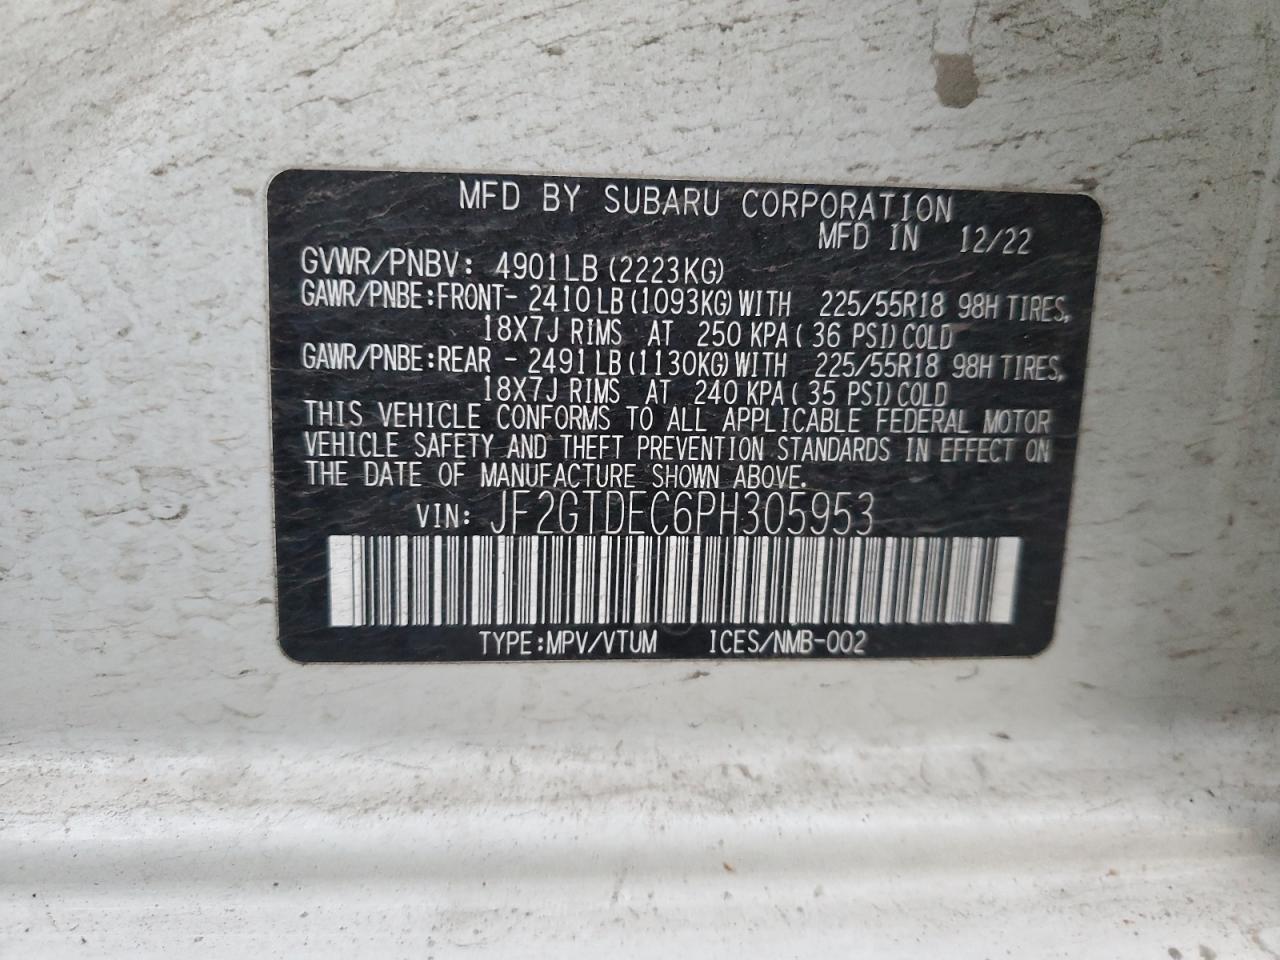 MFD BY SUBARU CORPORATION
MFD IN 12/22
GVWR/PNBV: 4901LB (2223KG)
GAWR/PNBE:FRONT- 2410 LB (1093KG) WITH 225/55R18 98H TIRES,
18X7J RIMS AT 250 KPA ( 36 PSI) COLD
GAWR/PNBE:REAR - 2491 LB (1130KG) WITH 225/55R18 98H TIRES,
18X7J RIMS AT 240 KPA ( 35 PSI) COLD
THIS VEHICLE CONFORMS TO ALL APPLICABLE FEDERAL MOTOR
VEHICLE SAFETY AND THEFT PREVENTION STANDARDS IN EFFECT ON
THE DATE OF MANUFACTURE SHOWN ABOVE.
VIN: JF2GTDEC6PH305953
TYPE:MPV/VTUM ICES/NMB-002